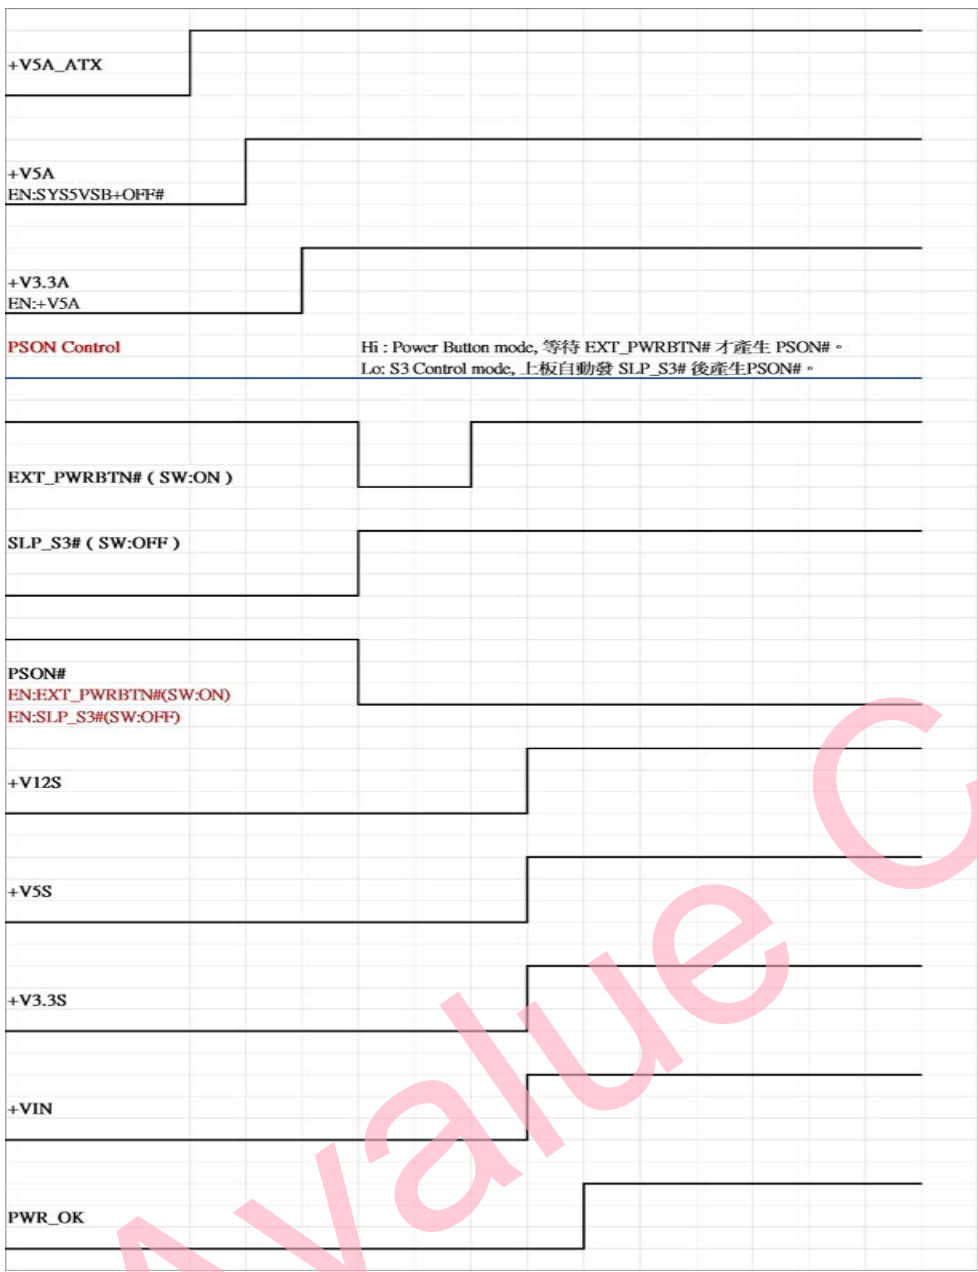 +V5A_ATX
+V5A
EN:SYS5VSB+OFF#
+V3.3A
EN:+V5A
PSON Control
Hi : Power Button mode, 等待 EXT_PWRBTN# 才產生 PSON#。
Lo: S3 Control mode, 上板自動發 SLP_S3# 後產生PSON#。
EXT_PWRBTN# ( SW:ON )
SLP_S3# ( SW:OFF )
PSON#
EN:EXT_PWRBTN#(SW:ON)
EN:SLP_S3#(SW:OFF)
+V12S
+V5S
+V3.3S
+VIN
PWR_OK
Avalue C